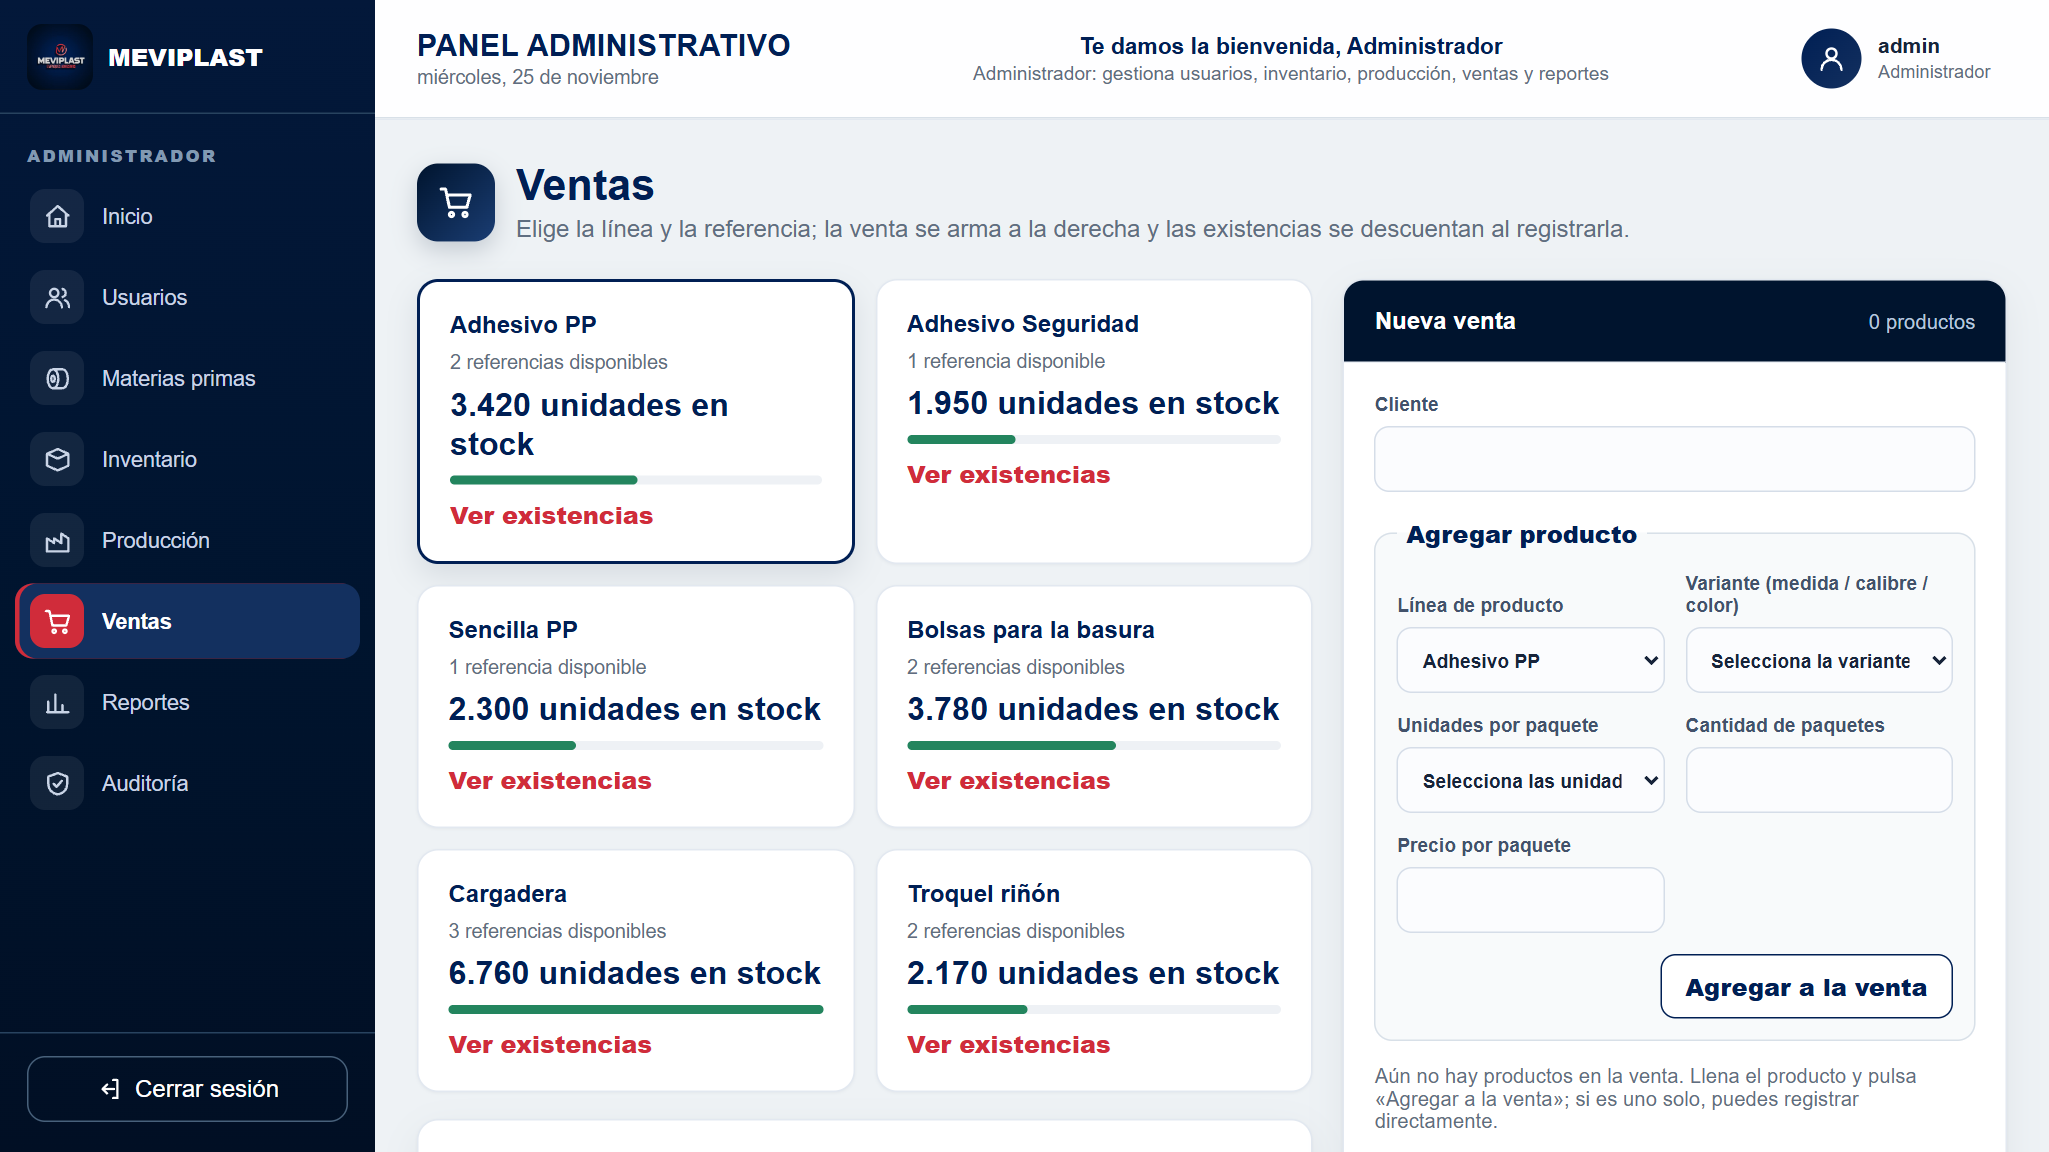 MEVIPLAST
MEVIPLAST
ADMINISTRADOR
Inicio
Usuarios
Materias primas
Inventario
Producción
Ventas
Reportes
Auditoría
Cerrar sesión
PANEL ADMINISTRATIVO
miércoles, 25 de noviembre
Te damos la bienvenida, Administrador
Administrador: gestiona usuarios, inventario, producción, ventas y reportes
admin
Administrador
Ventas
Elige la línea y la referencia; la venta se arma a la derecha y las existencias se descuentan al registrarla.
Adhesivo PP
2 referencias disponibles
3.420 unidades en
stock
Ver existencias
Adhesivo Seguridad
1 referencia disponible
1.950 unidades en stock
Ver existencias
Sencilla PP
1 referencia disponible
2.300 unidades en stock
Ver existencias
Bolsas para la basura
2 referencias disponibles
3.780 unidades en stock
Ver existencias
Cargadera
3 referencias disponibles
6.760 unidades en stock
Ver existencias
Troquel riñón
2 referencias disponibles
2.170 unidades en stock
Ver existencias
Nueva venta
0 productos
Cliente
Agregar producto
Línea de producto
Variante (medida / calibre /
color)
Adhesivo PP
Selecciona la variante
Unidades por paquete
Cantidad de paquetes
Selecciona las unidad
Precio por paquete
Agregar a la venta
Aún no hay productos en la venta. Llena el producto y pulsa
«Agregar a la venta»; si es uno solo, puedes registrar
directamente.